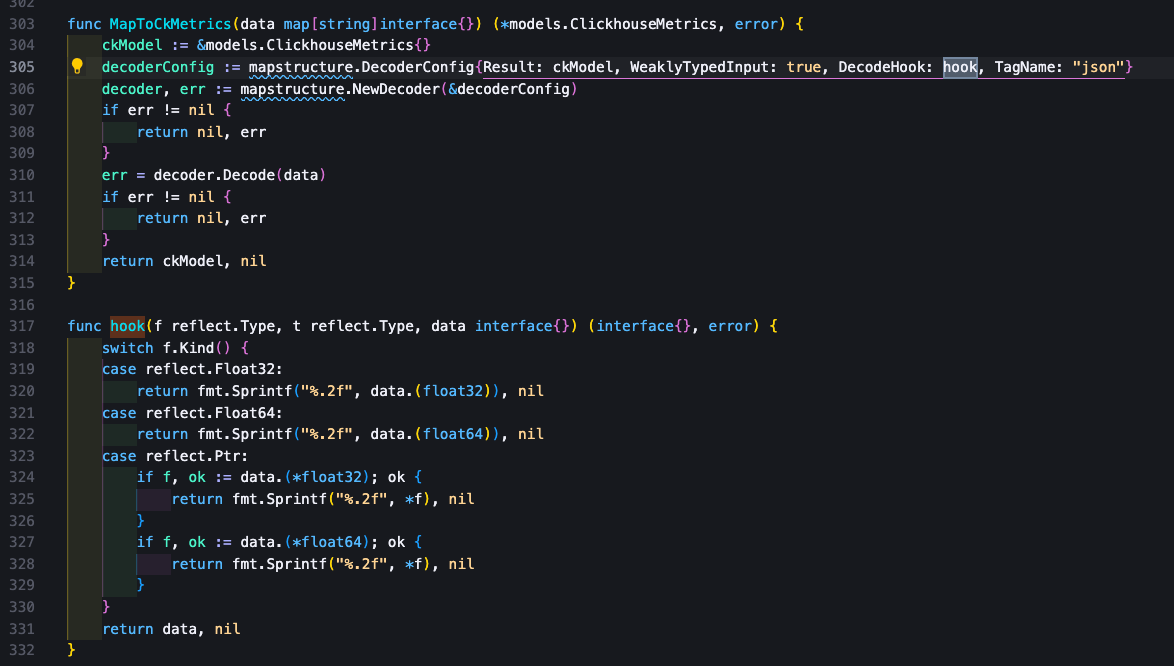 302
303 func MapToCkMetrics(data map[string]interface{}) (*models.ClickhouseMetrics, error) {
304 ckModel := &models.ClickhouseMetrics{}
305 decoderConfig := mapstructure.DecoderConfig{Result: ckModel, WeaklyTypedInput: true, DecodeHook: hook, TagName: "json"}
306 decoder, err := mapstructure.NewDecoder(&decoderConfig)
307 if err != nil {
308 return nil, err
309 }
310 err = decoder.Decode(data)
311 if err != nil {
312 return nil, err
313 }
314 return ckModel, nil
315 }
316
317 func hook(f reflect.Type, t reflect.Type, data interface{}) (interface{}, error) {
318 switch f.Kind() {
319 case reflect.Float32:
320 return fmt.Sprintf("%.2f", data.(float32)), nil
321 case reflect.Float64:
322 return fmt.Sprintf("%.2f", data.(float64)), nil
323 case reflect.Ptr:
324 if f, ok := data.(*float32); ok {
325 return fmt.Sprintf("%.2f", *f), nil
326 }
327 if f, ok := data.(*float64); ok {
328 return fmt.Sprintf("%.2f", *f), nil
329 }
330 }
331 return data, nil
332 }